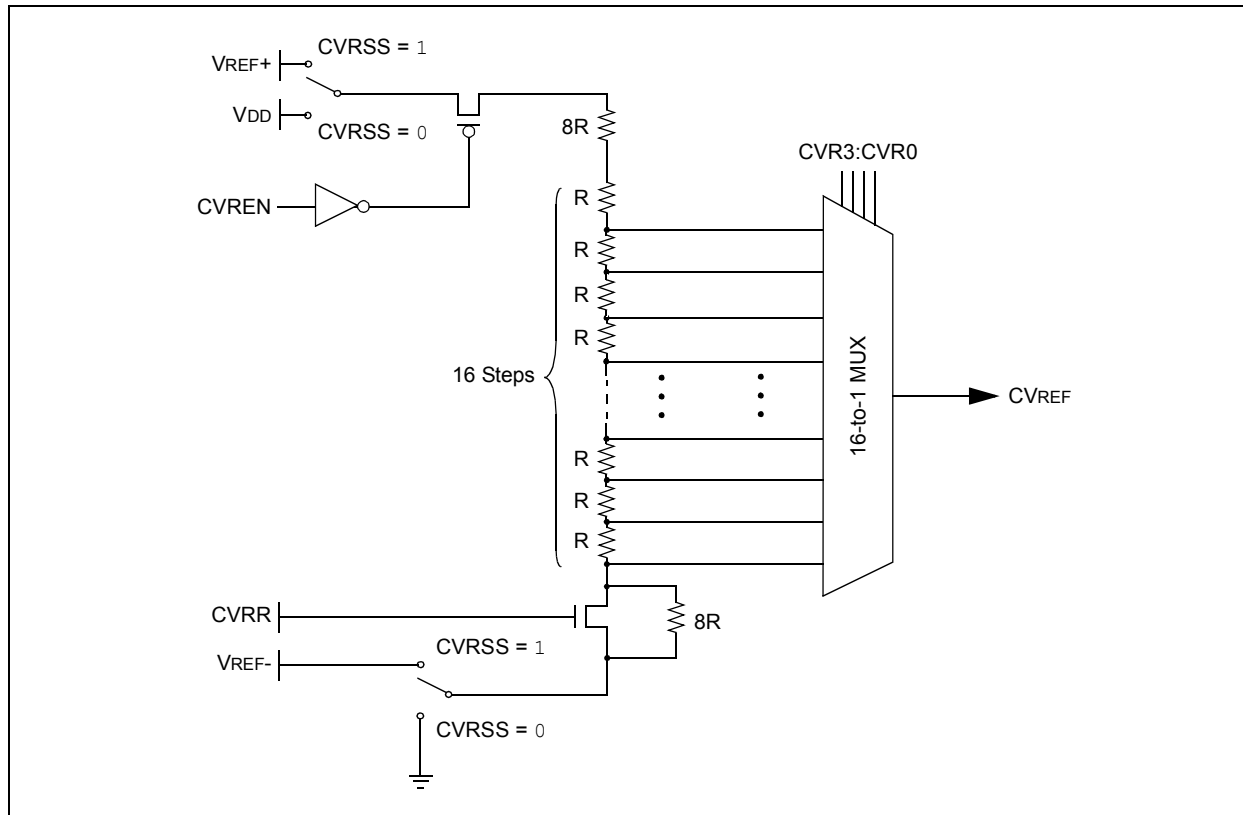 CVRSS = 1
VREF+
VDD
CVRSS = 0
8R
CVR3:CVR0
CVREN
R
R
R
R
16 Steps
16-to-1 MUX
CVREF
R
R
R
CVRR
8R
CVRSS = 1
VREF-
CVRSS = 0